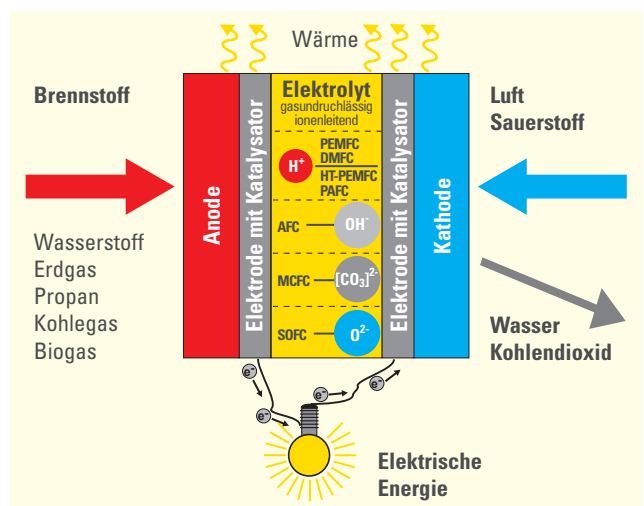 Wärme
Brennstoff
Wasserstoff
Erdgas
Propan
Kohlegas
Biogas
Anode
Elektrode mit Katalysator
Elektrolyt
gasundruchlässig
ionenleitend
H+
PEMFC
DMFC
HT-PEMFC
PAFC
AFC
OH-
MCFC
[CO3]2-
SOFC
O2-
Elektrode mit Katalysator
Kathode
Luft
Sauerstoff
Wasser
Kohlendioxid
e-
e-
e-
e-
Elektrische
Energie